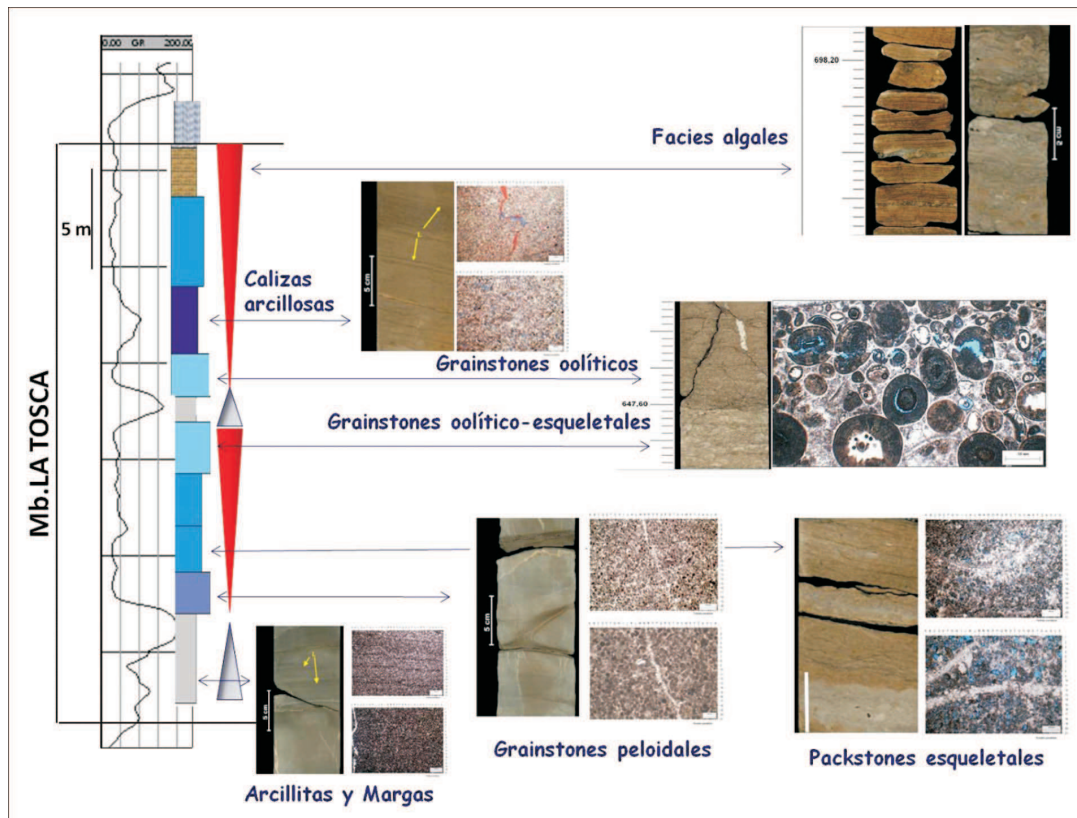 0.00 GR 200.00
698,20
Facies algales
2 cm
5 m
5 cm
Calizas
arcillosas
Grainstones oolíticos
647,60
Grainstones oolítico-esqueletales
Mb.LA TOSCA
5 cm
5 cm
Grainstones peloidales
Packstones esqueletales
Arcillitas y Margas